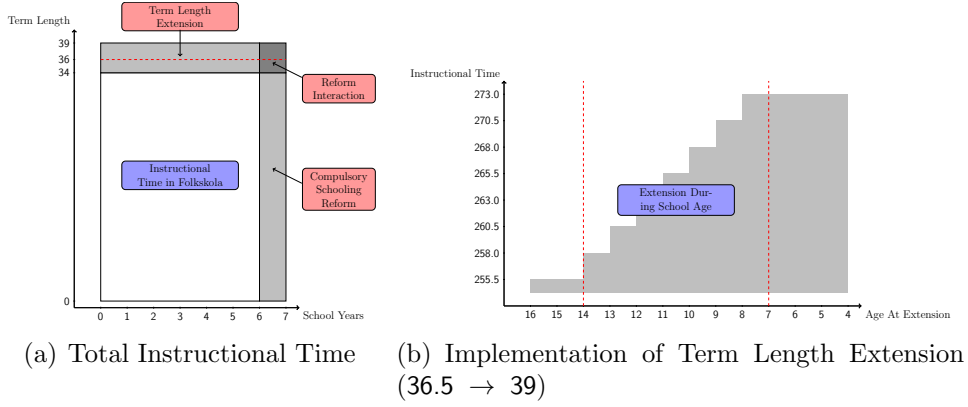 Term Length
Term Length
Extension
39
36
34
Reform
Interaction
Instructional
Time in Folkskola
Compulsory
Schooling
Reform
0
0 1 2 3 4 5 6 7
School Years
(a) Total Instructional Time
Instructional Time
273.0
270.5
268.0
265.5
263.0
260.5
258.0
255.5
Extension Dur-
ing School Age
16 15 14 13 12 11 10 9 8 7 6 5 4
Age At Extension
(b) Implementation of Term Length Extension
(36.5 → 39)